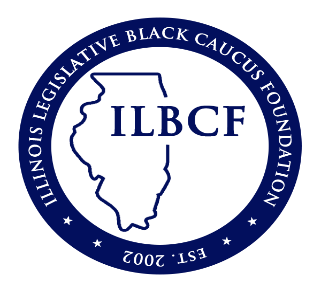 ILLINOIS LEGISLATIVE BLACK CAUCUS FOUNDATION
ILBCF
EST. 2002